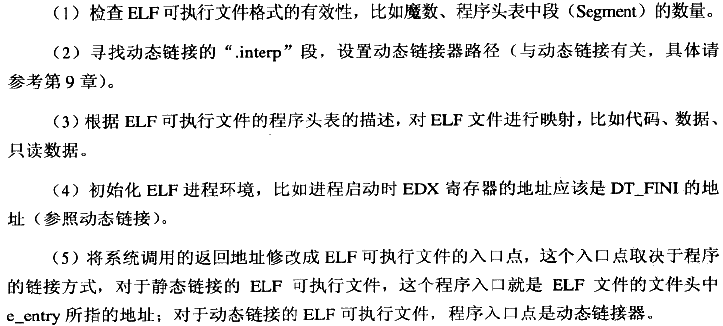 （1）检查 ELF 可执行文件格式的有效性，比如魔数、程序头表中段（Segment）的数量。
（2）寻找动态链接的“.interp”段，设置动态链接器路径（与动态链接有关，具体请
参考第 9 章）。
（3）根据 ELF 可执行文件的程序头表的描述，对 ELF 文件进行映射，比如代码、数据、
只读数据。
（4）初始化 ELF 进程环境，比如进程启动时 EDX 寄存器的地址应该是 DT_FINI 的地
址（参照动态链接）。
（5）将系统调用的返回地址修改成 ELF 可执行文件的入口点，这个入口点取决于程序
的链接方式，对于静态链接的 ELF 可执行文件，这个程序入口就是 ELF 文件的文件头中
e_entry 所指的地址；对于动态链接的 ELF 可执行文件，程序入口点是动态链接器。